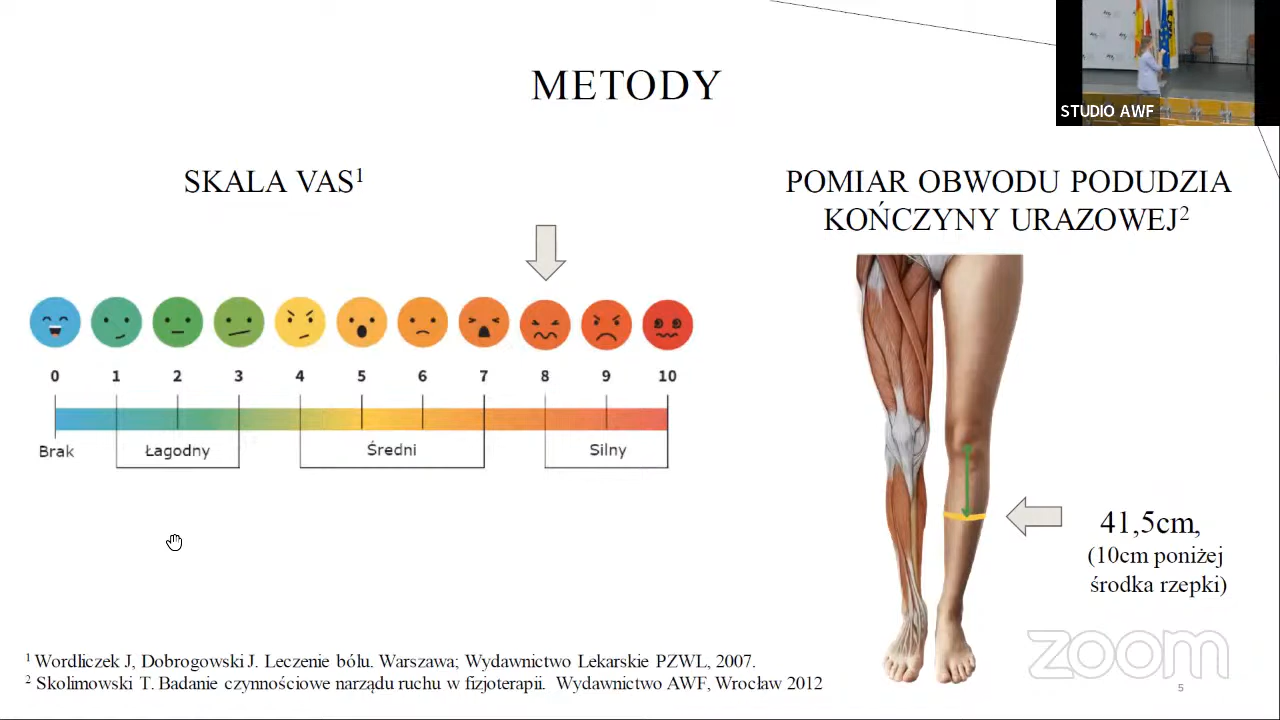 METODY
STUDIO AWF
SKALA VAS1
0 1 2 3 4 5 6 7 8 9 10
Brak Łagodny Średni Silny
POMIAR OBWODU PODUDZIA
KOŃCZYNY URAZOWEJ2
41,5cm,
(10cm poniżej
środka rzepki)
1 Wordliczek J, Dobrogowski J. Leczenie bólu. Warszawa; Wydawnictwo Lekarskie PZWL, 2007.
2 Skolimowski T. Badanie czynnościowe narządu ruchu w fizjoterapii. Wydawnictwo AWF, Wrocław 2012
zoom
5